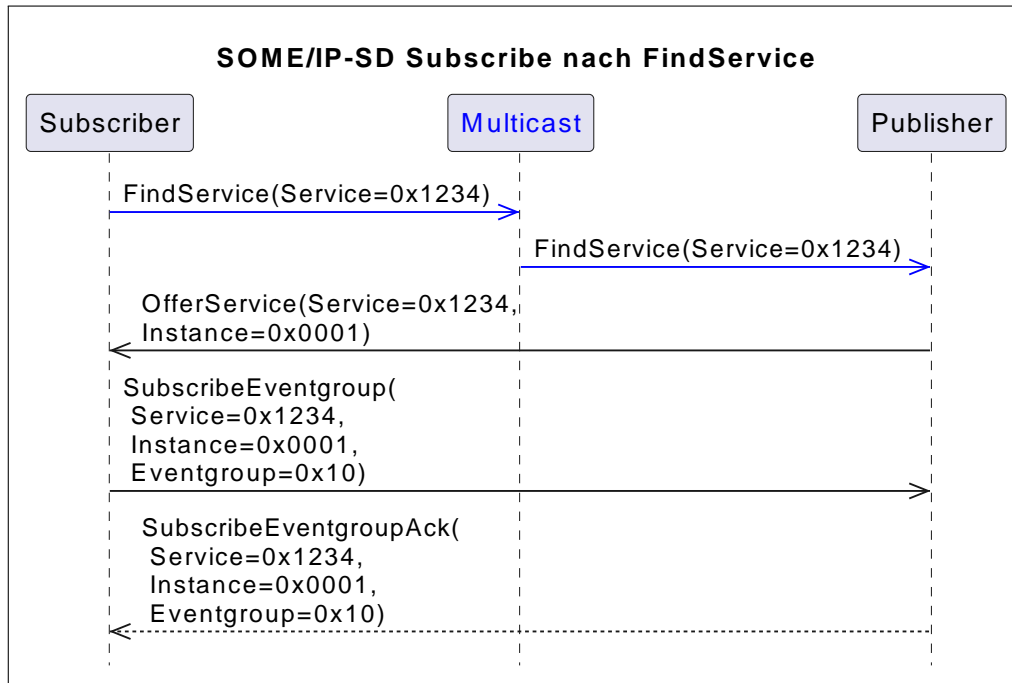 SOME/IP-SD Subscribe nach FindService
Subscriber
Multicast
Publisher
FindService(Service=0x1234)
FindService(Service=0x1234)
OfferService(Service=0x1234,
Instance=0x0001)
SubscribeEventgroup(
Service=0x1234,
Instance=0x0001,
Eventgroup=0x10)
SubscribeEventgroupAck(
Service=0x1234,
Instance=0x0001,
Eventgroup=0x10)